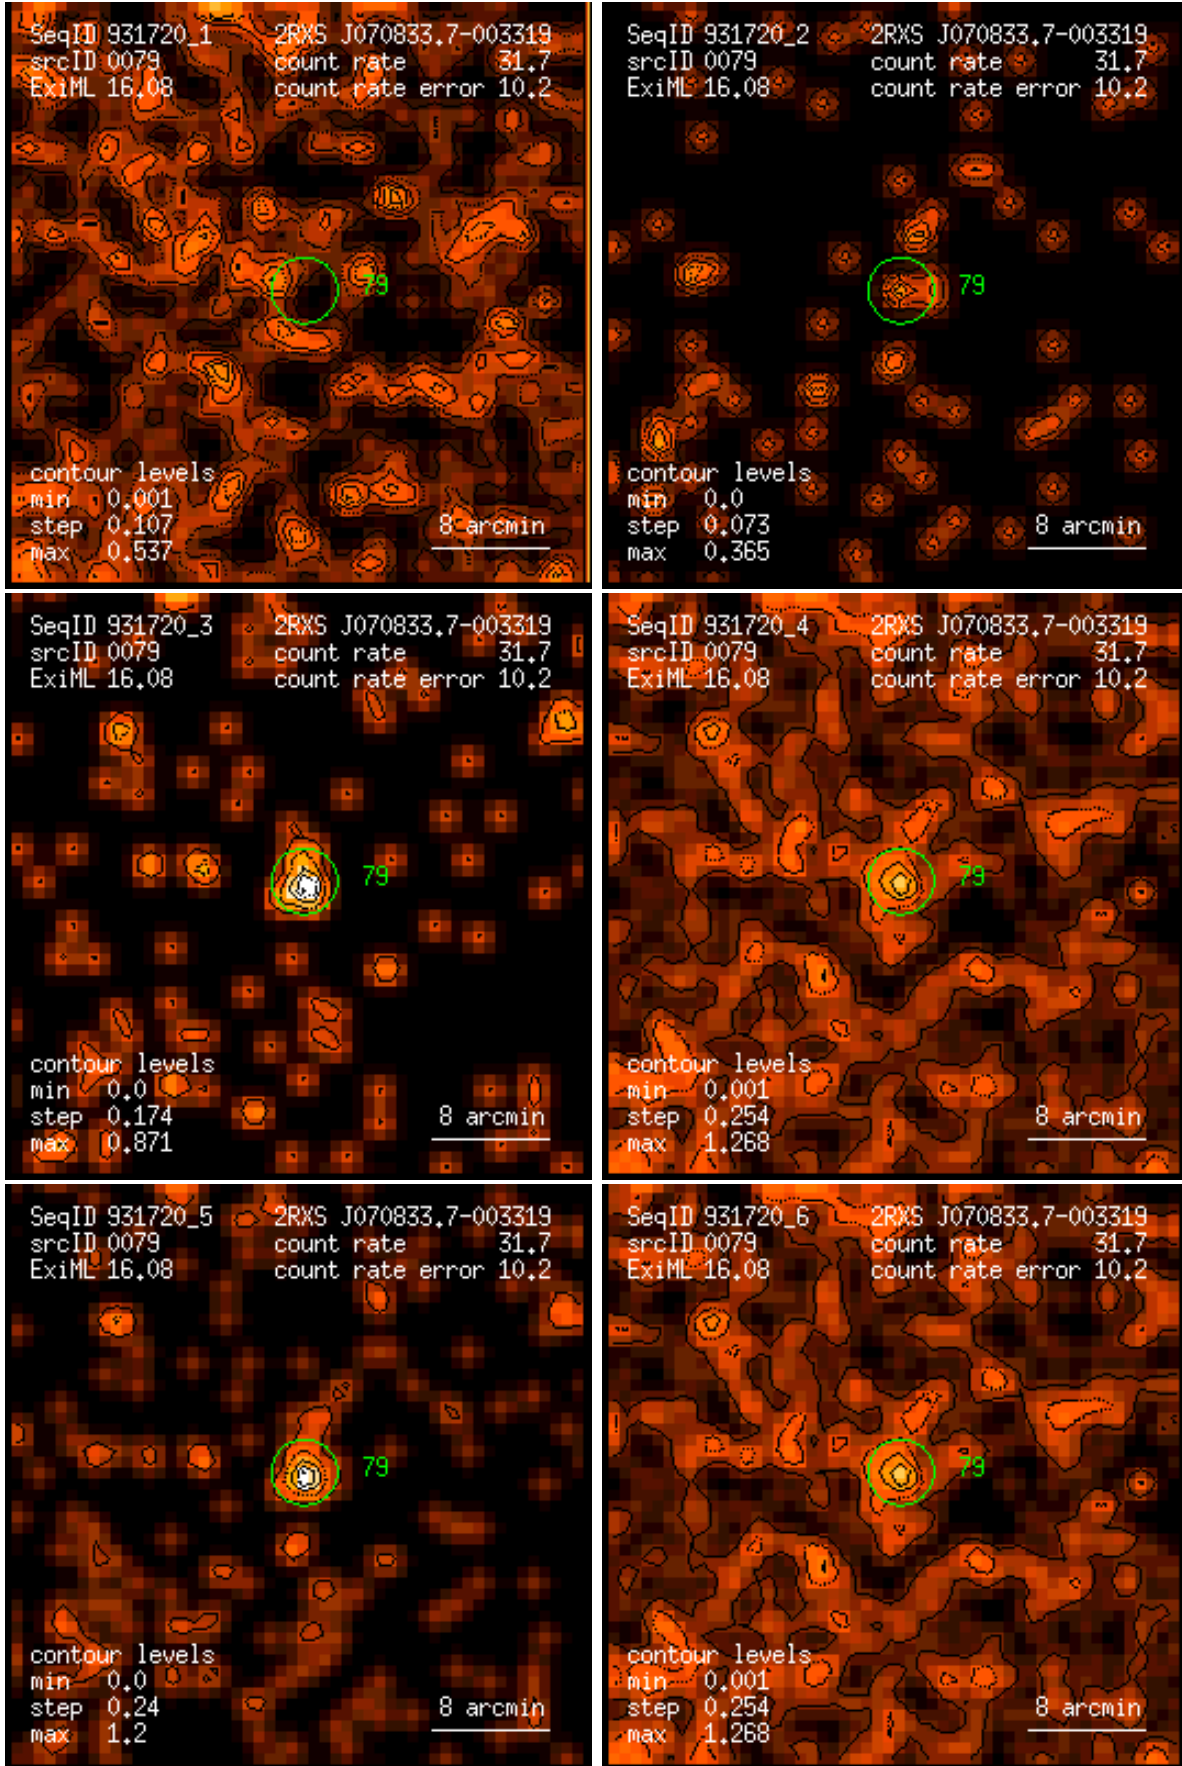 SeqID 931720_1 2RXS J070833.7-003319
srcID 0079 count rate 31.7
ExiML 16.08 count rate error 10.2
79
contour levels
min 0.001
step 0.107 8 arcmin
max 0.537
SeqID 931720_2 2RXS J070833.7-003319
srcID 0079 count rate 31.7
ExiML 16.08 count rate error 10.2
79
contour levels
min 0.0
step 0.073 8 arcmin
max 0.365
SeqID 931720_3 2RXS J070833.7-003319
srcID 0079 count rate 31.7
ExiML 16.08 count rate error 10.2
79
contour levels
min 0.0
step 0.174 8 arcmin
max 0.871
SeqID 931720_4 2RXS J070833.7-003319
srcID 0079 count rate 31.7
ExiML 16.08 count rate error 10.2
79
contour levels
min 0.001
step 0.254 8 arcmin
max 1.268
SeqID 931720_5 2RXS J070833.7-003319
srcID 0079 count rate 31.7
ExiML 16.08 count rate error 10.2
79
contour levels
min 0.0
step 0.24 8 arcmin
max 1.2
SeqID 931720_6 2RXS J070833.7-003319
srcID 0079 count rate 31.7
ExiML 16.08 count rate error 10.2
79
contour levels
min 0.001
step 0.254 8 arcmin
max 1.268